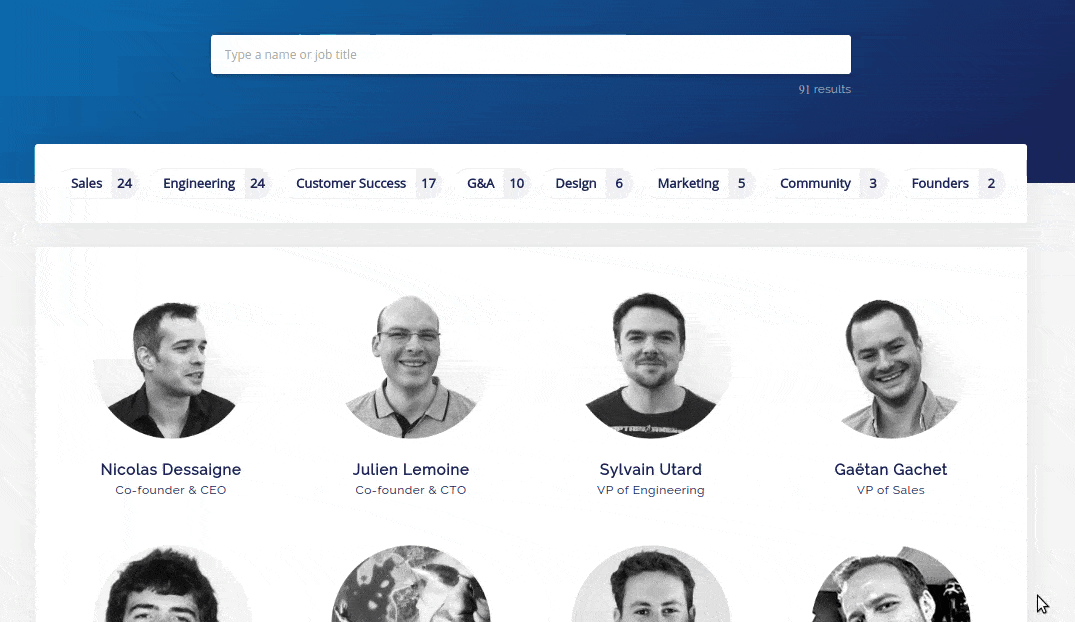 Type a name or job title
91 results
Sales 24 Engineering 24 Customer Success 17 G&A 10 Design 6 Marketing 5 Community 3 Founders 2
Nicolas Dessaigne Julien Lemoine Sylvain Utard Gaëtan Gachet
Co-founder & CEO Co-founder & CTO VP of Engineering VP of Sales